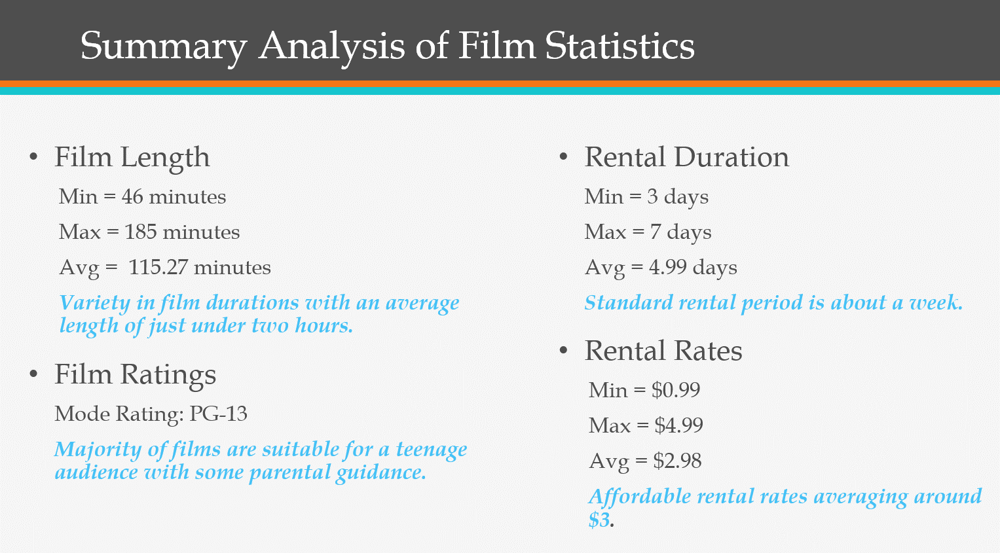 Summary Analysis of Film Statistics
• Film Length
Min = 46 minutes
Max = 185 minutes
Avg =  115.27 minutes
Variety in film durations with an average
length of just under two hours.
• Film Ratings
Mode Rating: PG-13
Majority of films are suitable for a teenage
audience with some parental guidance.
• Rental Duration
Min = 3 days
Max = 7 days
Avg = 4.99 days
Standard rental period is about a week.
• Rental Rates
Min = $0.99
Max = $4.99
Avg = $2.98
Affordable rental rates averaging around
$3.